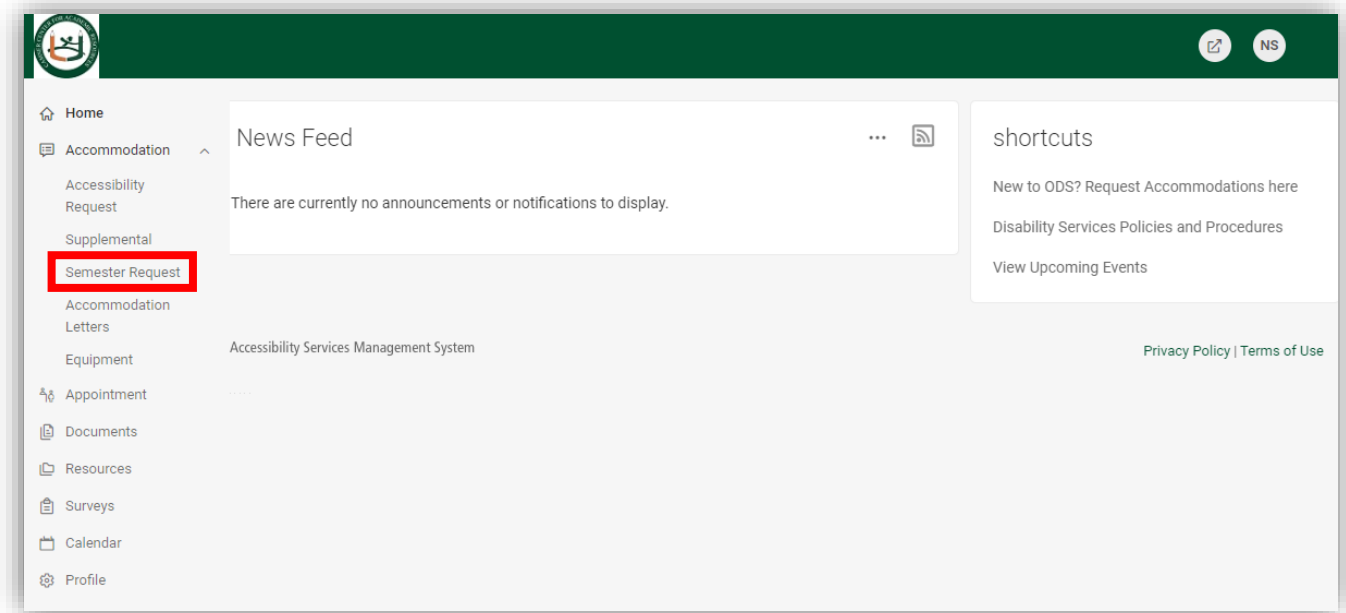 NS
Home
Accommodation
Accessibility
Request
Supplemental
Semester Request
Accommodation
Letters
Equipment
Appointment
Documents
Resources
Surveys
Calendar
Profile
News Feed
There are currently no announcements or notifications to display.
shortcuts
New to ODS? Request Accommodations here
Disability Services Policies and Procedures
View Upcoming Events
Accessibility Services Management System
Privacy Policy | Terms of Use